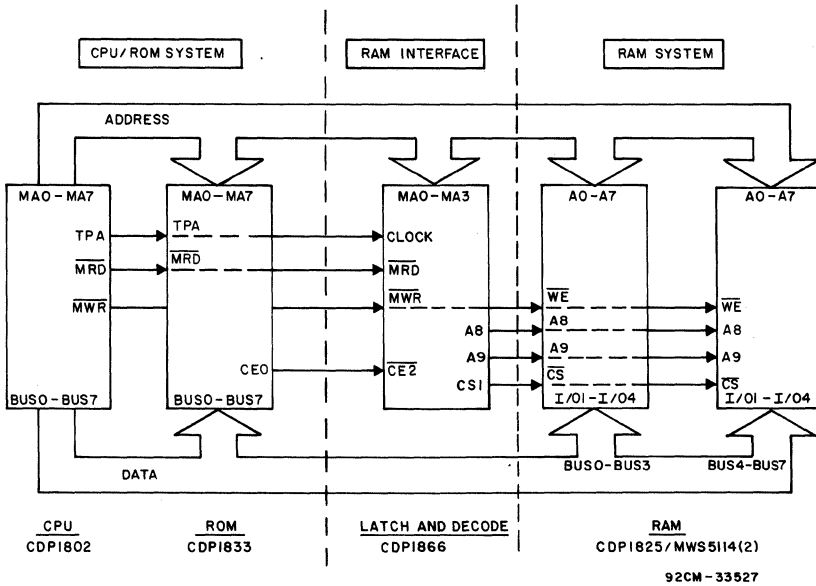 CPU/ROM SYSTEM
RAM INTERFACE
RAM SYSTEM
ADDRESS
MA0-MA7
MA0-MA7
MA0-MA3
A0-A7
A0-A7
TPA
TPA
CLOCK
MRD
MRD
MRD
MWR
MWR
WE
WE
A8
A8
A8
A9
A9
A9
CEO
CE2
CS1
CS
CS
BUS0-BUS7
BUS0-BUS7
I/O1-I/O4
I/O1-I/O4
BUS0-BUS3
BUS4-BUS7
DATA
CPU
CDP1802
ROM
CDP1833
LATCH AND DECODE
CDP1866
RAM
CDP1825/MWS5114(2)
92CM-33527